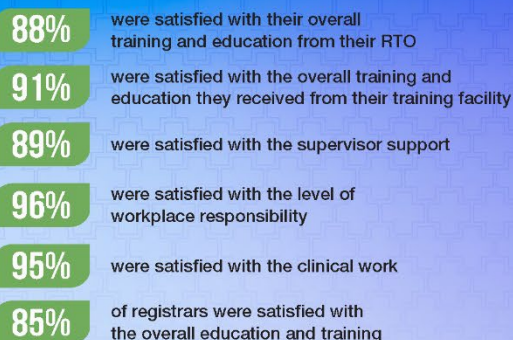 88%
were satisfied with their overall
training and education from their RTO
91%
were satisfied with the overall training and
education they received from their training facility
89%
were satisfied with the supervisor support
96%
were satisfied with the level of
workplace responsibility
95%
were satisfied with the clinical work
85%
of registrars were satisfied with
the overall education and training